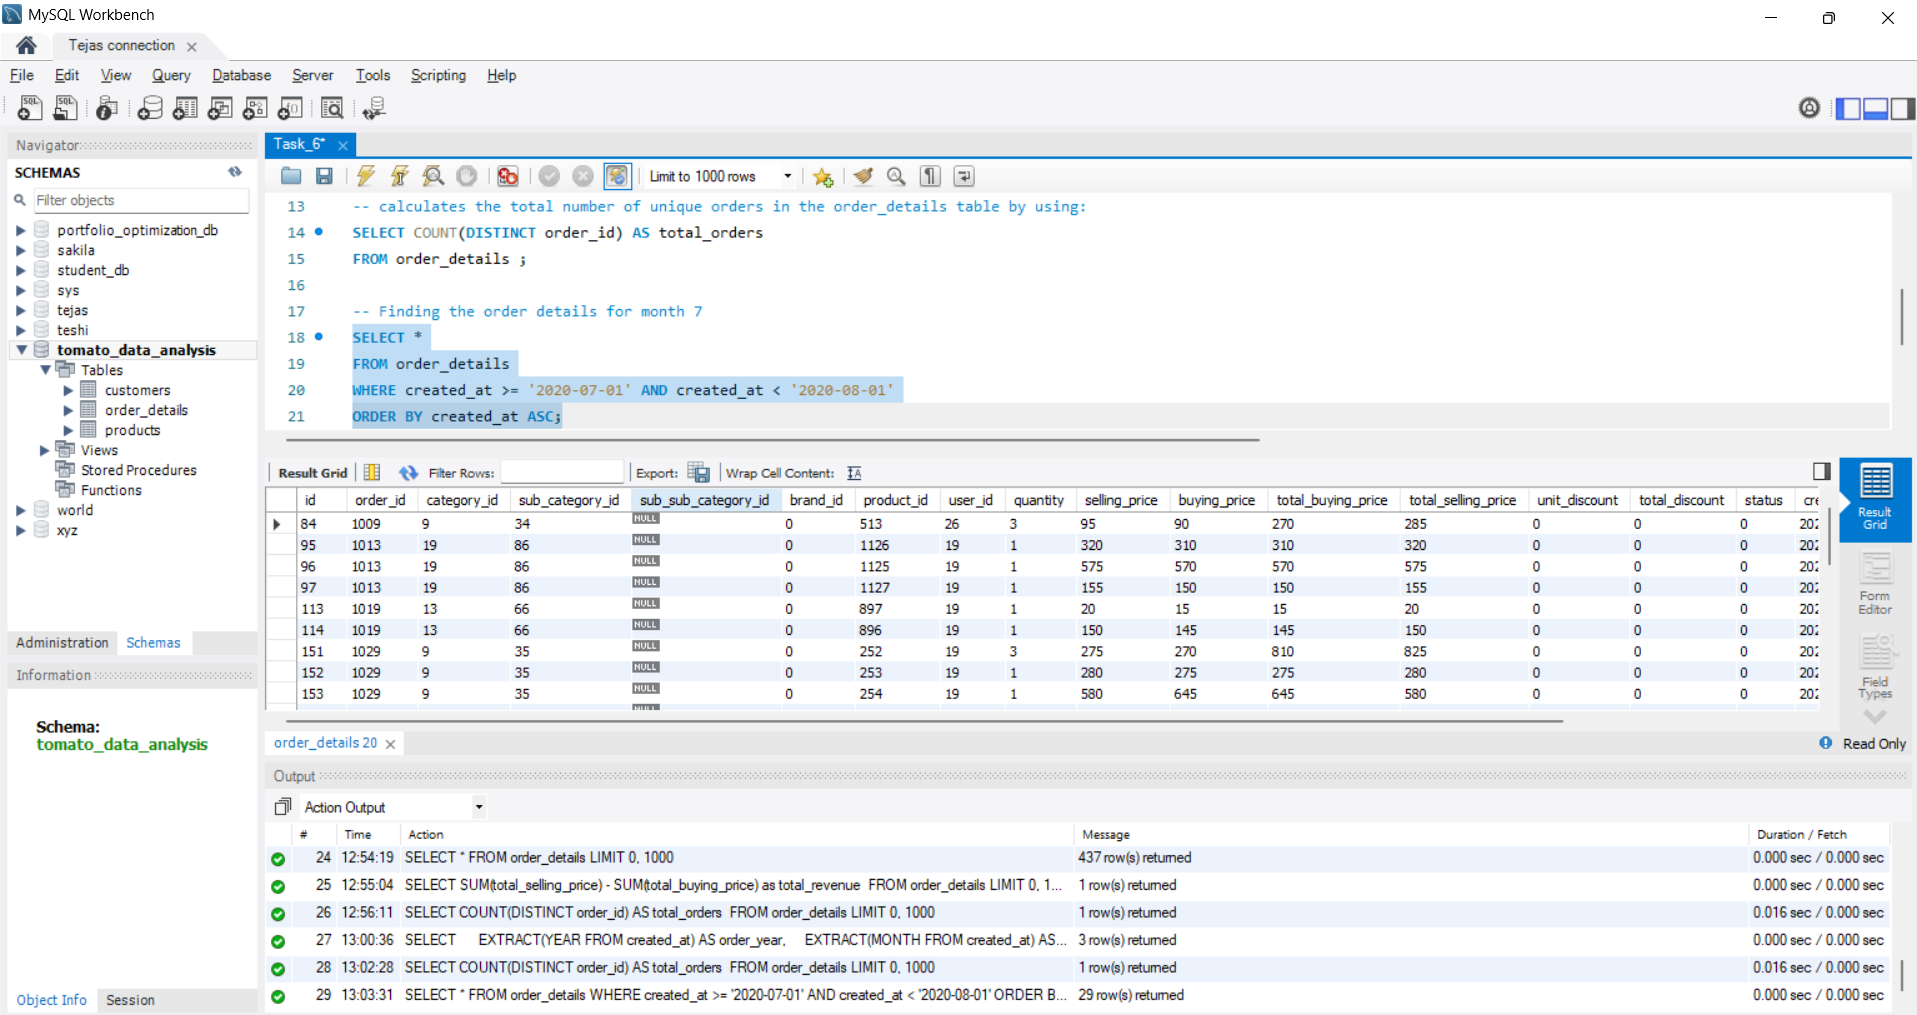 MySQL Workbench
Tejas connection
File Edit View Query Database Server Tools Scripting Help
Navigator
SCHEMAS
Filter objects
portfolio_optimization_db
sakila
student_db
sys
tejas
teshi
tomato_data_analysis
Tables
customers
order_details
products
Views
Stored Procedures
Functions
world
xyz
Administration Schemas
Information
Schema:
tomato_data_analysis
Object Info Session
Task_6*
Limit to 1000 rows
13 -- calculates the total number of unique orders in the order_details table by using:
14 SELECT COUNT(DISTINCT order_id) AS total_orders
15 FROM order_details ;
16
17 -- Finding the order details for month 7
18 SELECT *
19 FROM order_details
20 WHERE created_at >= '2020-07-01' AND created_at < '2020-08-01'
21 ORDER BY created_at ASC;
Result Grid Filter Rows: Export: Wrap Cell Content:
id order_id category_id sub_category_id sub_sub_category_id brand_id product_id user_id quantity selling_price buying_price total_buying_price total_selling_price unit_discount total_discount status cre
84 1009 9 34 NULL 0 513 26 3 95 90 270 285 0 0 0 202
95 1013 19 86 NULL 0 1126 19 1 320 310 310 320 0 0 0 202
96 1013 19 86 NULL 0 1125 19 1 575 570 570 575 0 0 0 202
97 1013 19 86 NULL 0 1127 19 1 155 150 150 155 0 0 0 202
113 1019 13 66 NULL 0 897 19 1 20 15 15 20 0 0 0 202
114 1019 13 66 NULL 0 896 19 1 150 145 145 150 0 0 0 202
151 1029 9 35 NULL 0 252 19 3 275 270 810 825 0 0 0 202
152 1029 9 35 NULL 0 253 19 1 280 275 275 280 0 0 0 202
153 1029 9 35 NULL 0 254 19 1 580 645 645 580 0 0 0 202
NULL
Result
Grid
Form
Editor
Field
Types
order_details 20
Read Only
Output
Action Output
# Time Action Message Duration / Fetch
24 12:54:19 SELECT * FROM order_details LIMIT 0, 1000 437 row(s) returned 0.000 sec / 0.000 sec
25 12:55:04 SELECT SUM(total_selling_price) - SUM(total_buying_price) as total_revenue FROM order_details LIMIT 0, 1... 1 row(s) returned 0.000 sec / 0.000 sec
26 12:56:11 SELECT COUNT(DISTINCT order_id) AS total_orders FROM order_details LIMIT 0, 1000 1 row(s) returned 0.016 sec / 0.000 sec
27 13:00:36 SELECT EXTRACT(YEAR FROM created_at) AS order_year, EXTRACT(MONTH FROM created_at) AS... 3 row(s) returned 0.000 sec / 0.000 sec
28 13:02:28 SELECT COUNT(DISTINCT order_id) AS total_orders FROM order_details LIMIT 0, 1000 1 row(s) returned 0.016 sec / 0.000 sec
29 13:03:31 SELECT * FROM order_details WHERE created_at >= '2020-07-01' AND created_at < '2020-08-01' ORDER B... 29 row(s) returned 0.000 sec / 0.000 sec